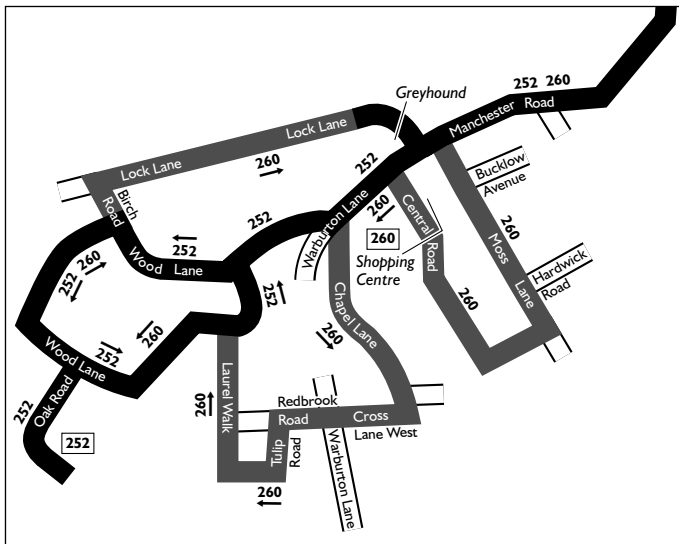 252 260
Greyhound
Manchester Road
Lock Lane
252
Bucklow
Avenue
260
Lock Lane
260
Birch
Road
252
Warburton Lane
260
Central
Road
260
Moss
Lane
252
Wood Lane
260
Shopping
Centre
Hardwick
Road
260
252
252
260
Chapel Lane
260
252
260
Wood Lane
Laurel Walk
260
252
Oak Road
252
Redbrook
Road
Cross
Lane West
Tulip
Road
Warburton Lane
260